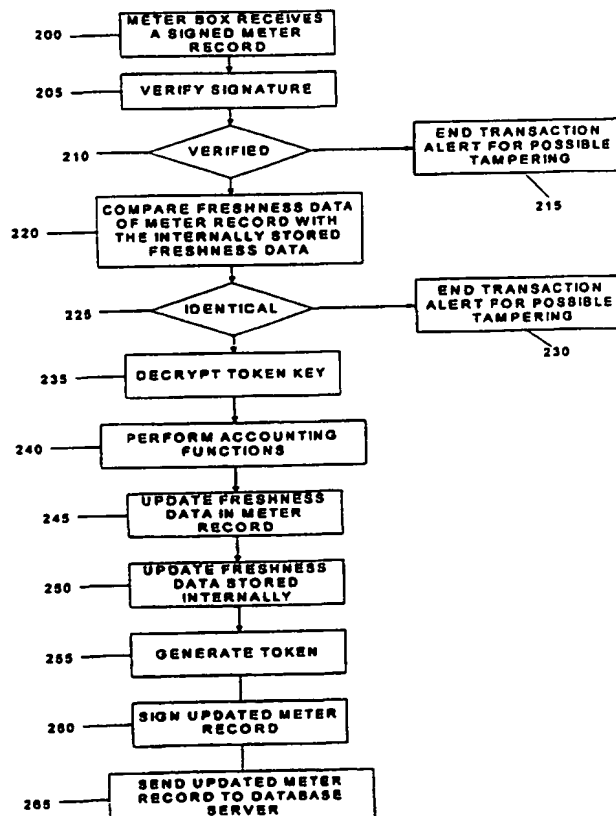 200
METER BOX RECEIVES
A SIGNED METER
RECORD
205
VERIFY SIGNATURE
210
VERIFIED
END TRANSACTION
ALERT FOR POSSIBLE
TAMPERING
215
220
COMPARE FRESHNESS DATA
OF METER RECORD WITH
THE INTERNALLY STORED
FRESHNESS DATA
225
IDENTICAL
END TRANSACTION
ALERT FOR POSSIBLE
TAMPERING
230
235
DECRYPT TOKEN KEY
240
PERFORM ACCOUNTING
FUNCTIONS
245
UPDATE FRESHNESS
DATA IN METER
RECORD
250
UPDATE FRESHNESS
DATA STORED
INTERNALLY
255
GENERATE TOKEN
260
SIGN UPDATED METER
RECORD
265
SEND UPDATED METER
RECORD TO DATABASE
SERVER